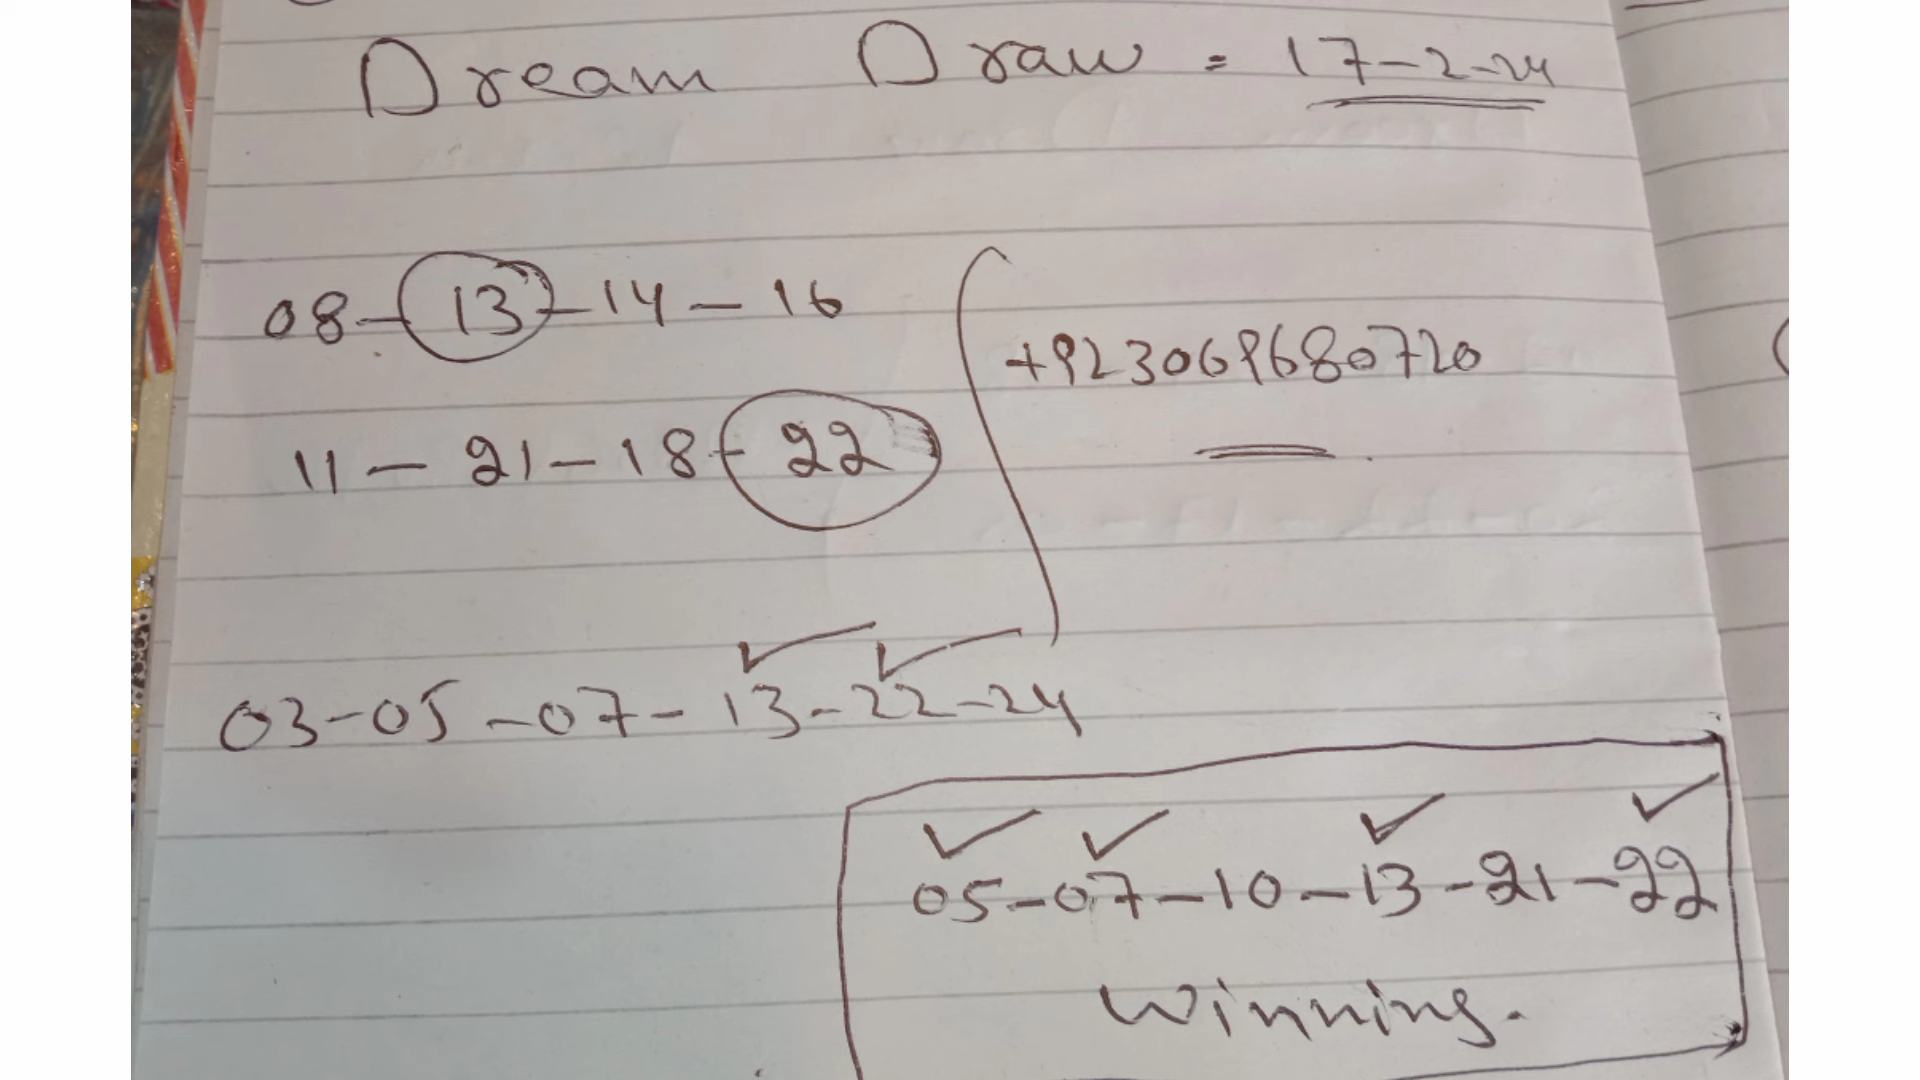 Dream Draw = 17-2-24
08-13-14-16
+923069680720
11-21-18-22
03-05-07-13-22-24
05-07-10-13-21-22
Winning.